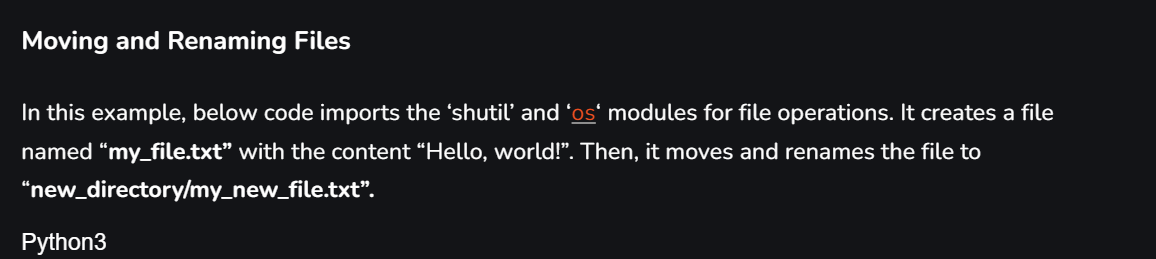 Moving and Renaming Files
In this example, below code imports the ‘shutil’ and ‘os‘ modules for file operations. It creates a file
named “my_file.txt” with the content “Hello, world!”. Then, it moves and renames the file to
“new_directory/my_new_file.txt”.
Python3